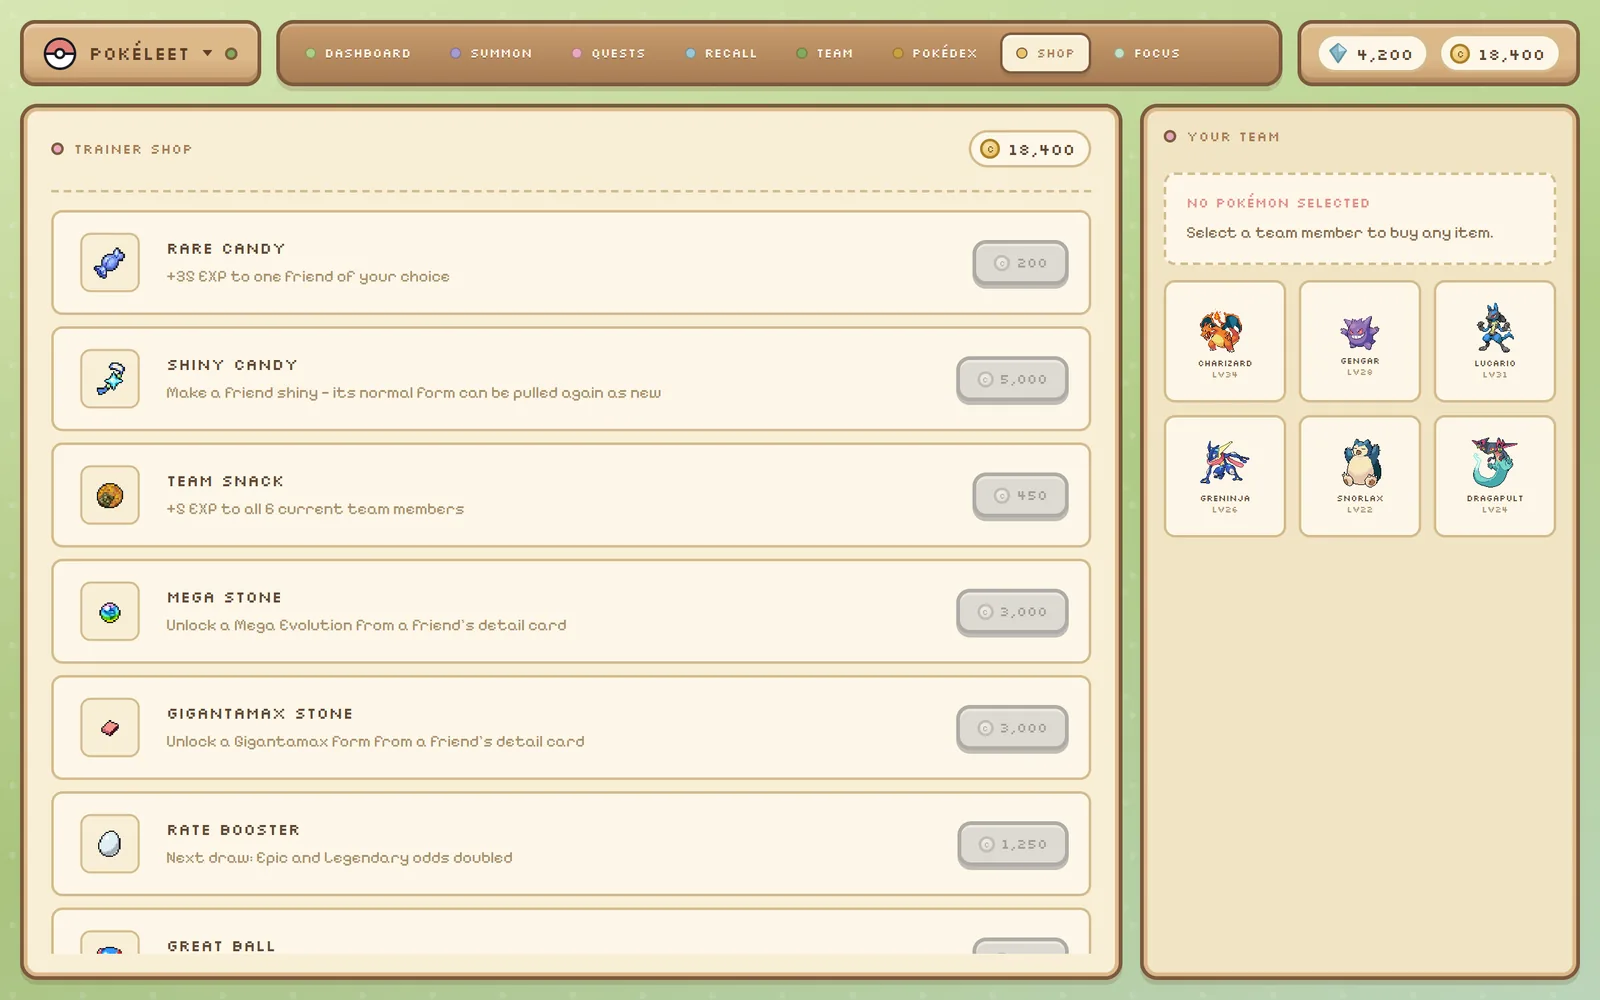 POKÉLEET
DASHBOARD
SUMMON
QUESTS
RECALL
TEAM
POKÉDEX
SHOP
FOCUS
4,200
18,400
TRAINER SHOP
18,400
RARE CANDY
+35 EXP to one friend of your choice
200
SHINY CANDY
Make a friend shiny - its normal form can be pulled again as new
5,000
TEAM SNACK
+5 EXP to all 6 current team members
450
MEGA STONE
Unlock a Mega Evolution from a friend's detail card
3,000
GIGANTAMAX STONE
Unlock a Gigantamax form from a friend's detail card
3,000
RATE BOOSTER
Next draw: Epic and Legendary odds doubled
1,250
GREAT BALL
YOUR TEAM
NO POKÉMON SELECTED
Select a team member to buy any item.
CHARIZARD
LV34
GENGAR
LV28
LUCARIO
LV31
GRENINJA
LV26
SNORLAX
LV22
DRAGAPULT
LV24